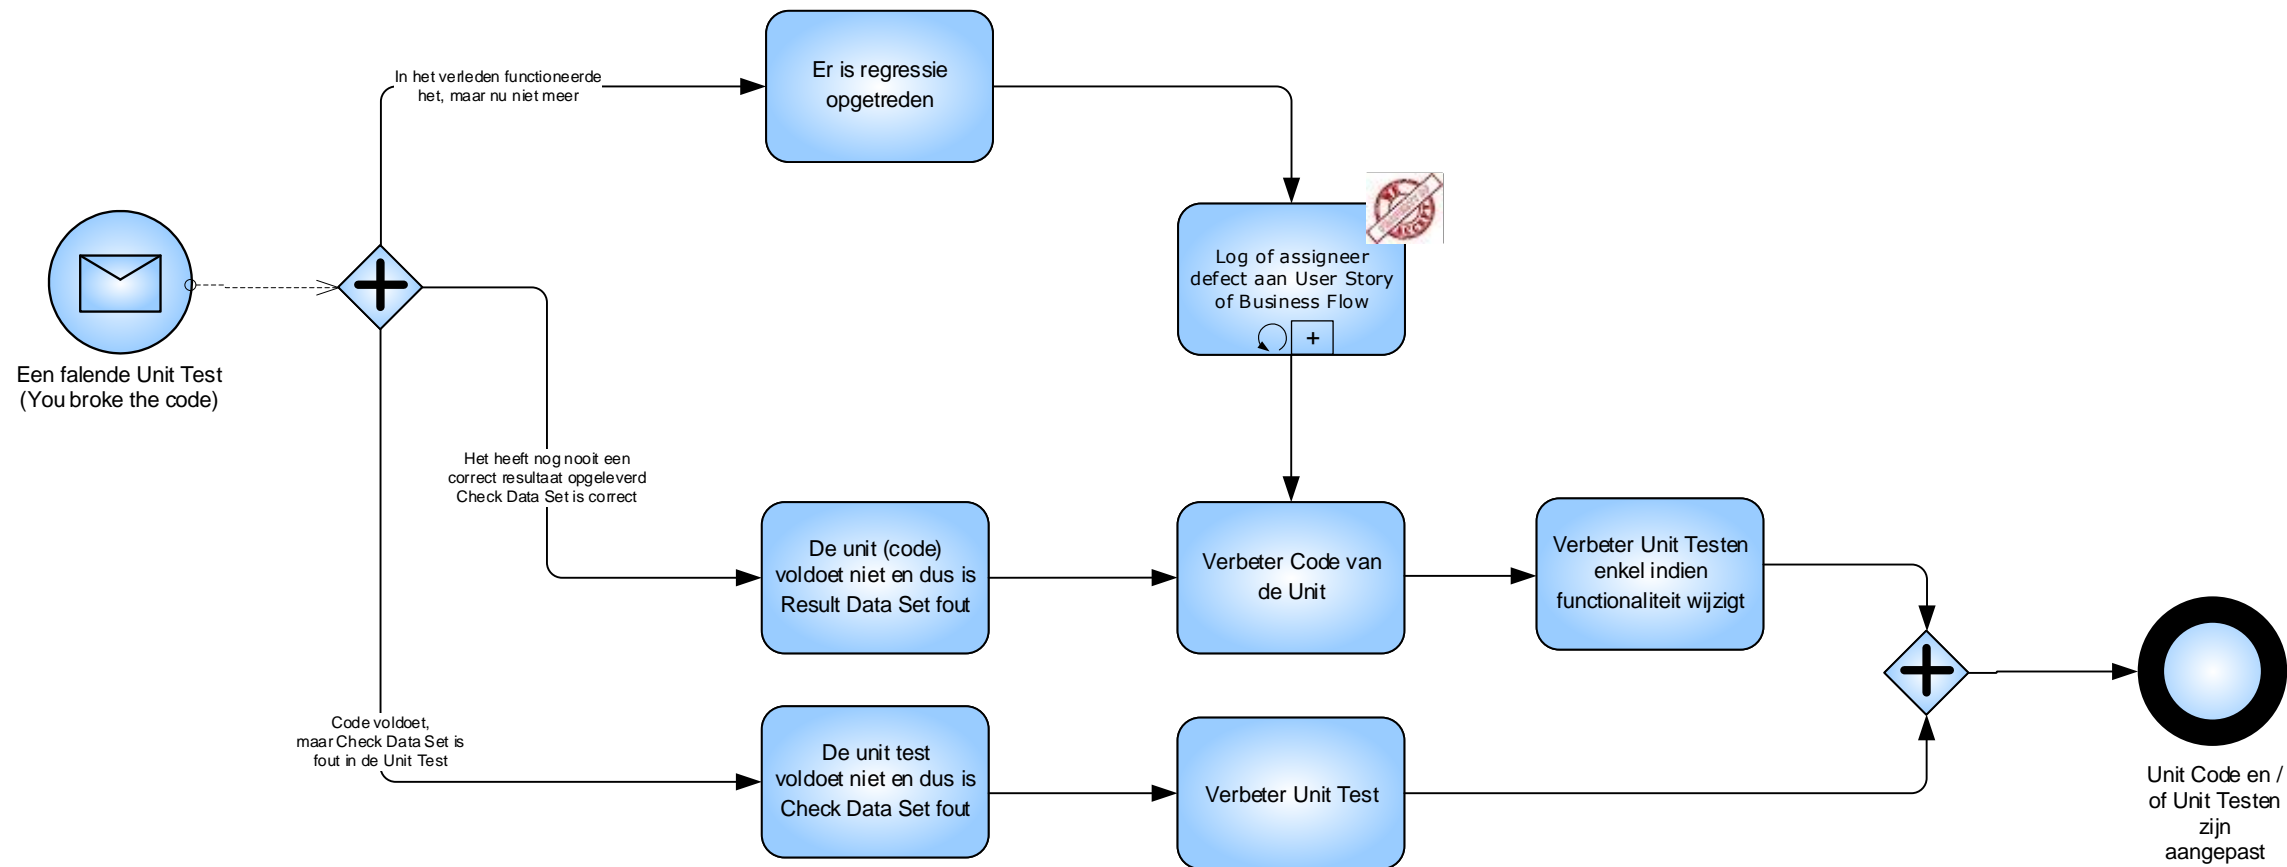 In het verleden functioneerde
het, maar nu niet meer
Er is regressie
opgetreden
Log of assigneer
defect aan User Story
of Business Flow
Een falende Unit Test
(You broke the code)
Het heeft nog nooit een
correct resultaat opgeleverd
Check Data Set is correct
De unit (code)
voldoet niet en dus is
Result Data Set fout
Verbeter Code van
de Unit
Verbeter Unit Testen
enkel indien
functionaliteit wijzigt
Code voldoet,
maar Check Data Set is
fout in de Unit Test
De unit test
voldoet niet en dus is
Check Data Set fout
Verbeter Unit Test
Unit Code en /
of Unit Testen
zijn
aangepast